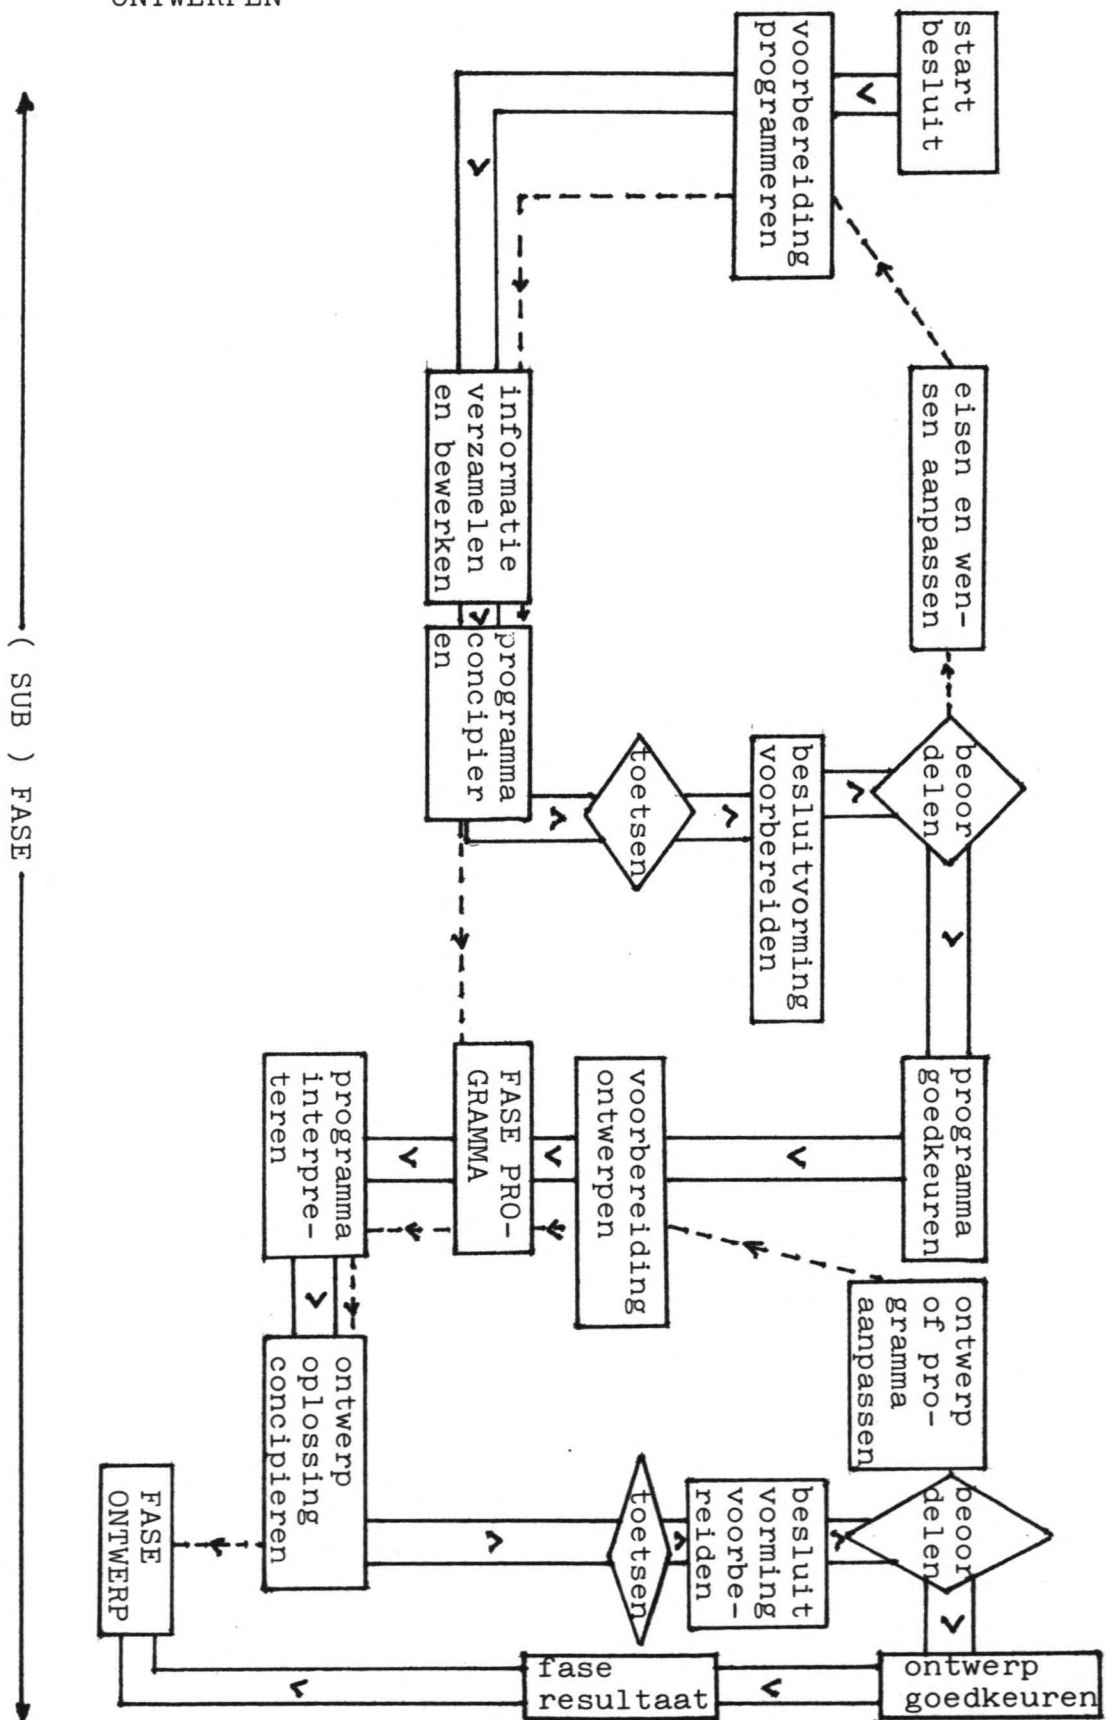 ONTWERPEN
start
besluit
voorbereiding
programmeren
eisen en wen-
sen aanpassen
informatie
verzamelen
en bewerken
programma
concipier
en
toetsen
besluitvorming
voorbereiden
beoor
delen
programma
goedkeuren
voorbereiding
ontwerpen
FASE PRO-
GRAMMA
programma
interpre-
teren
ontwerp
of pro-
gramma
aanpassen
ontwerp
oplossing
concipieren
toetsen
besluit
vorming
voorbe-
reiden
beoor
delen
ontwerp
goedkeuren
fase
resultaat
FASE
ONTWERP
( SUB ) FASE